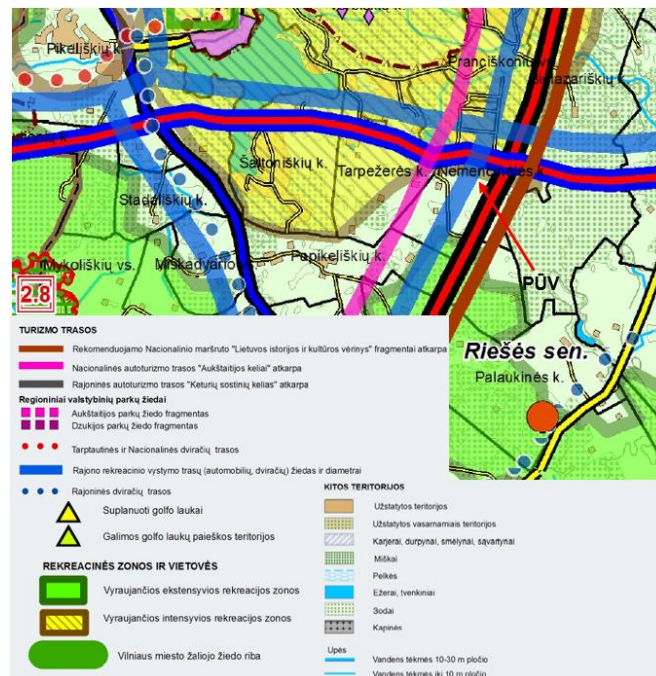 Pikeliškių k.
Pranciškonių vs.
Šaltoniškių k.
Tarpežerės k.
Stadeliškių k.
Papikeliškių k.
Mykoliškių vs.
PŪV
2.8
Riešės sen.
Palaukinės k.
TURIZMO TRASOS
Rekomenduojamo Nacionalinio maršruto "Lietuvos istorijos ir kultūros vėrinys" fragmentai atkarpa
Nacionalinės autoturizmo trasos "Aukštaitijos keliai" atkarpa
Rajoninės autoturizmo trasos "Keturių sostinių kelias" atkarpa
Regioniniai valstybinių parkų žiedai
Aukštaitijos parkų žiedo fragmentas
Dzukijos parkų žiedo fragmentas
Tarptautinės ir Nacionalinės dviračių trasos
Rajono rekreacinio vystymo trasų (automobilių, dviračių) žiedas ir diametrai
Rajoninės dviračių trasos
Suplanuoti golfo laukai
Galimos golfo laukų paieškos teritorijos
REKREACINĖS ZONOS IR VIETOVĖS
Vyraujančios ekstensyvios rekreacijos zonos
Vyraujančios intensyvios rekreacijos zonos
Vilniaus miesto žaliojo žiedo riba
KITOS TERITORIJOS
Užstatytos teritorijos
Užstatytos vasarnamiais teritorijos
Karjerai, durpynai, smėlynai, sąvartynai
Miškai
Pelkės
Ežerai, tvenkiniai
Sodai
Kapinės
Upės
Vandens tėkmės 10-30 m pločio
Vandens tėkmės iki 10 m pločio